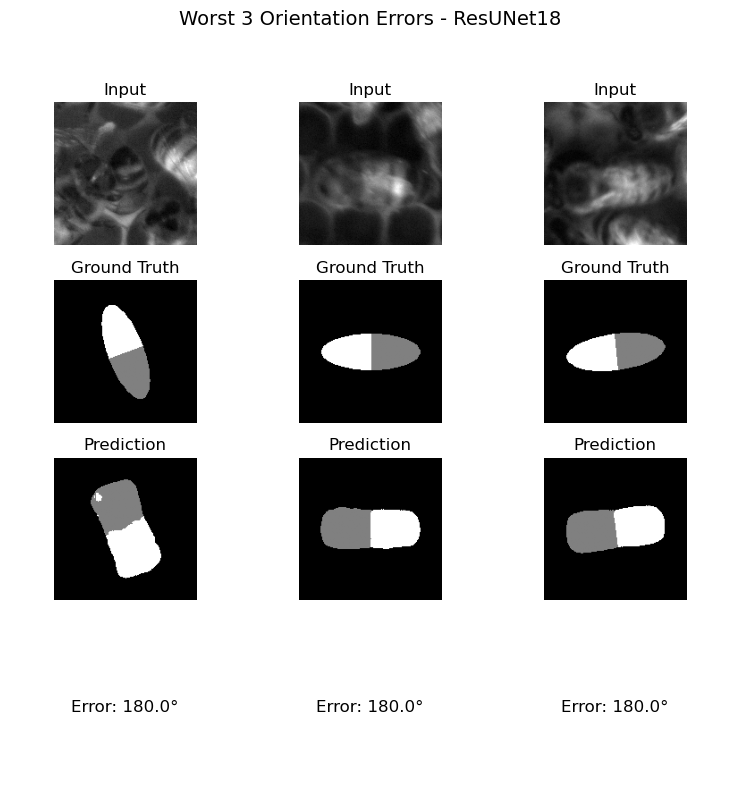 Worst 3 Orientation Errors - ResUNet18
Input Input Input
Ground Truth Ground Truth Ground Truth
Prediction Prediction Prediction
Error: 180.0° Error: 180.0° Error: 180.0°